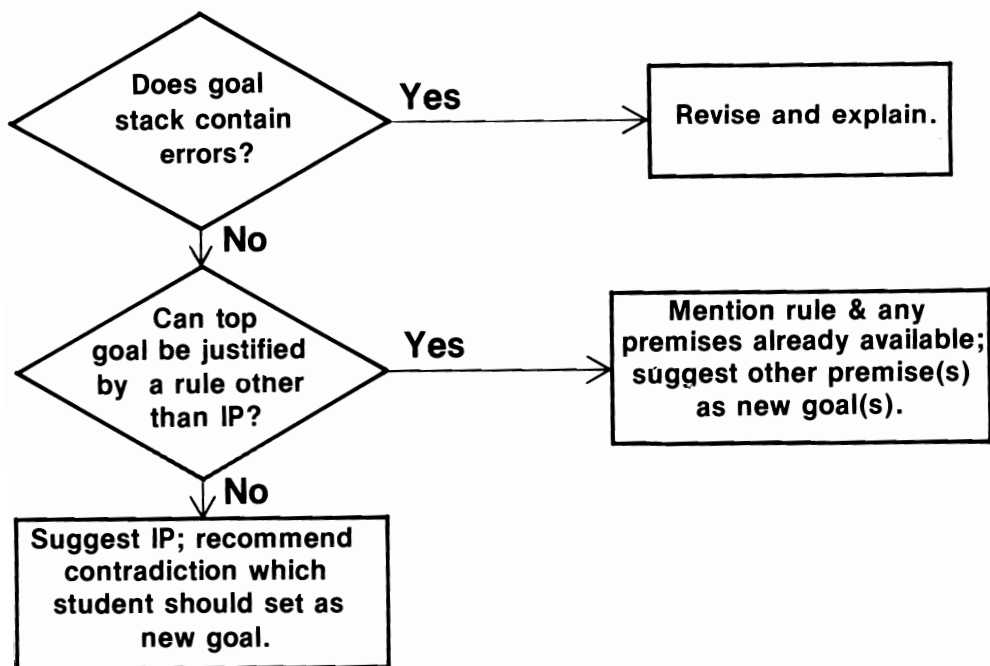 Does goal
stack contain
errors?
Yes
Revise and explain.
No
Can top
goal be justified
by a rule other
than IP?
Yes
Mention rule & any
premises already available;
suggest other premise(s)
as new goal(s).
No
Suggest IP; recommend
contradiction which
student should set as
new goal.